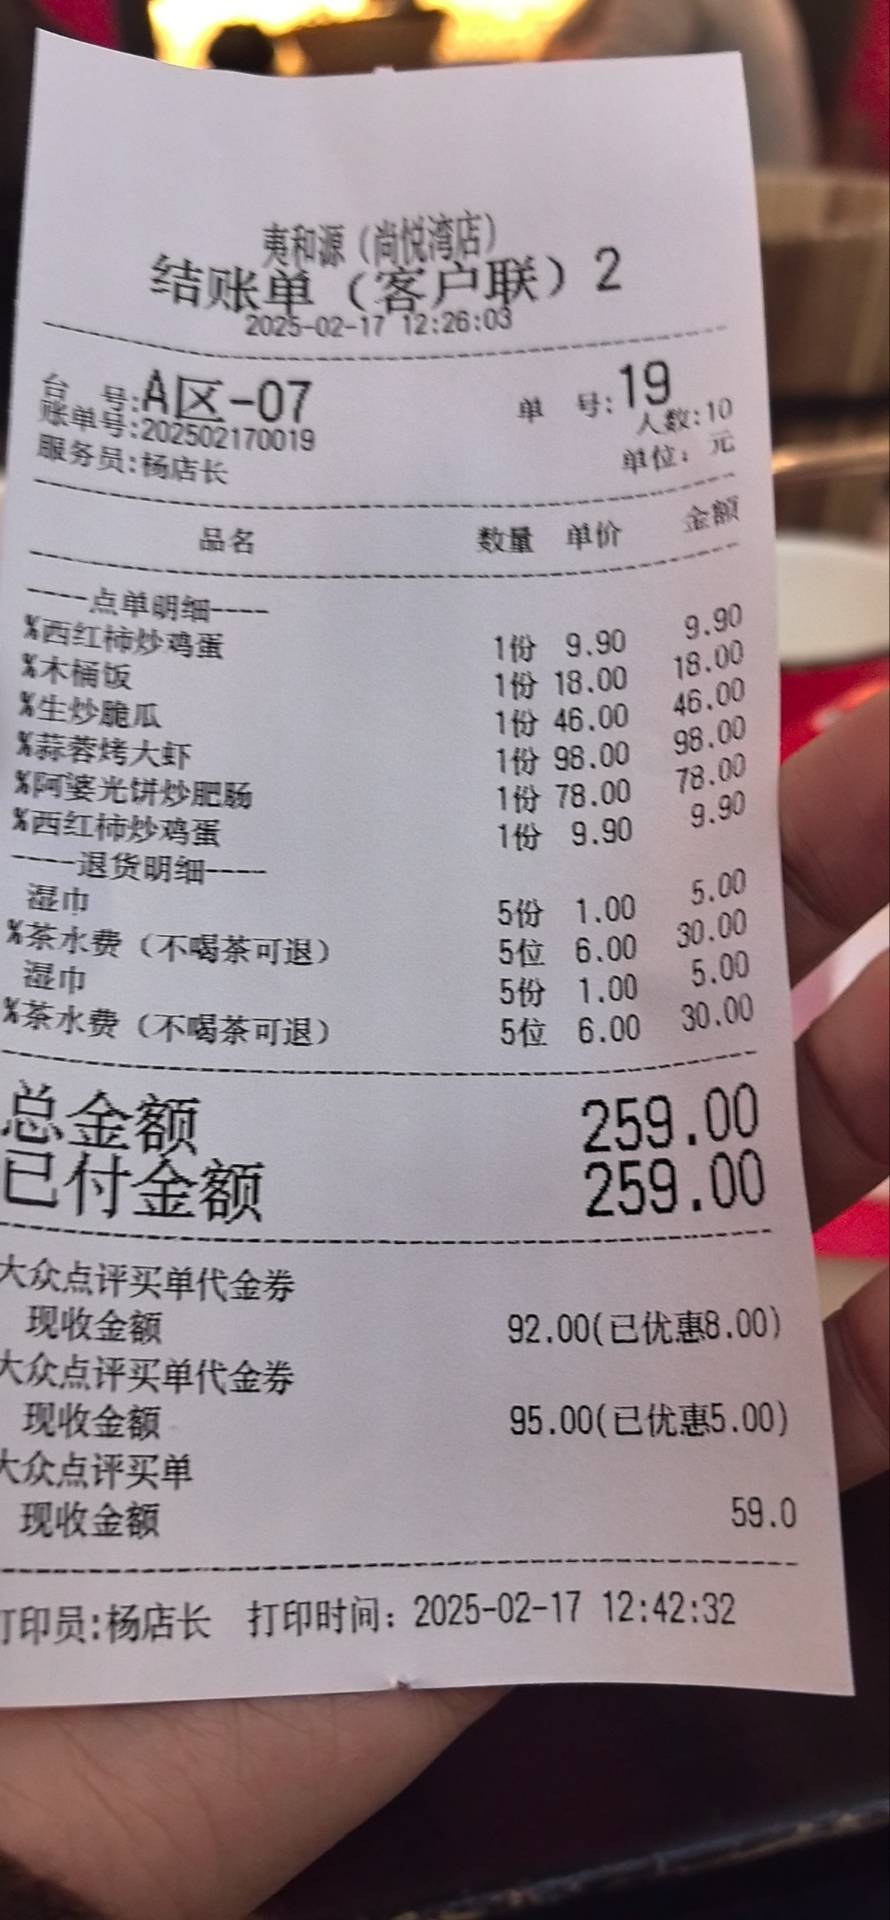 夷和源（尚悦湾店）
结账单（客户联）2
2025-02-17 12:26:03
台 号:A区-07 单 号:19
账单号:202502170019 人数:10
服务员:杨店长 单位：元
品名 数量 单价 金额
----点单明细----
%西红柿炒鸡蛋 1份 9.90 9.90
%木桶饭 1份 18.00 18.00
%生炒脆瓜 1份 46.00 46.00
%蒜蓉烤大虾 1份 98.00 98.00
%阿婆光饼炒肥肠 1份 78.00 78.00
%西红柿炒鸡蛋 1份 9.90 9.90
----退货明细----
湿巾 5份 1.00 5.00
%茶水费（不喝茶可退） 5位 6.00 30.00
湿巾 5份 1.00 5.00
%茶水费（不喝茶可退） 5位 6.00 30.00
总金额 259.00
已付金额 259.00
大众点评买单代金券
现收金额 92.00(已优惠8.00)
大众点评买单代金券
现收金额 95.00(已优惠5.00)
大众点评买单
现收金额 59.0
打印员:杨店长 打印时间：2025-02-17 12:42:32